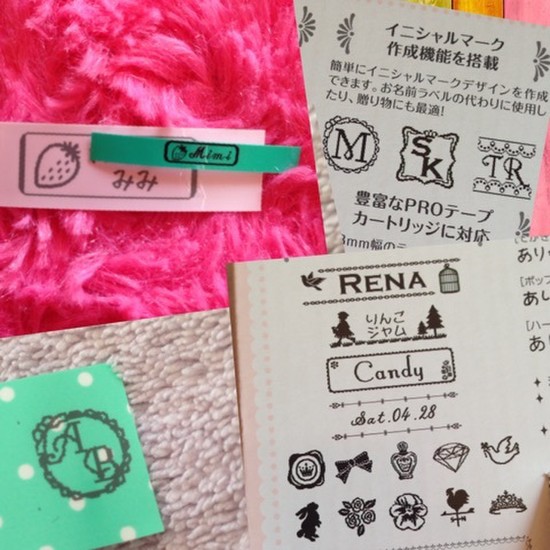 イニシャルマーク
作成機能を搭載
簡単にイニシャルマークデザインを作成
できます。お名前ラベルの代わりに使用し
たり、贈り物にも最適!
M
SK
TR
豊富なPROテープ
カートリッジに対応
Mimi
みみ
RENA
りんご
ジャム
Candy
Sat.04.28
AB